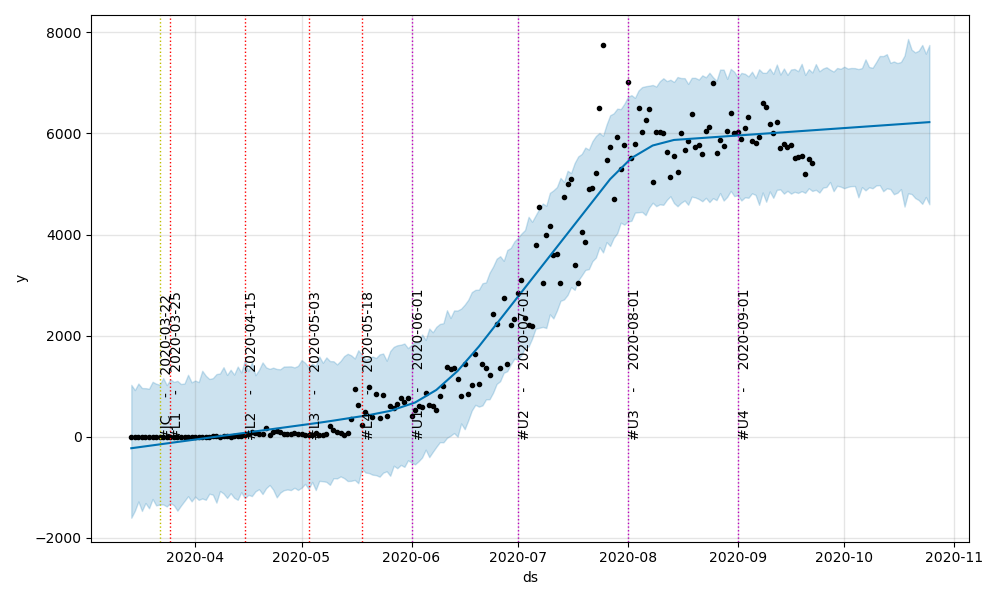 8000
6000
4000
2000
0
−2000
y
#JC - 2020-03-22
#L1 - 2020-03-25
#L2 - 2020-04-15
#L3 - 2020-05-03
#L4 - 2020-05-18
#U1 - 2020-06-01
#U2 - 2020-07-01
#U3 - 2020-08-01
#U4 - 2020-09-01
2020-04
2020-05
2020-06
2020-07
2020-08
2020-09
2020-10
2020-11
ds